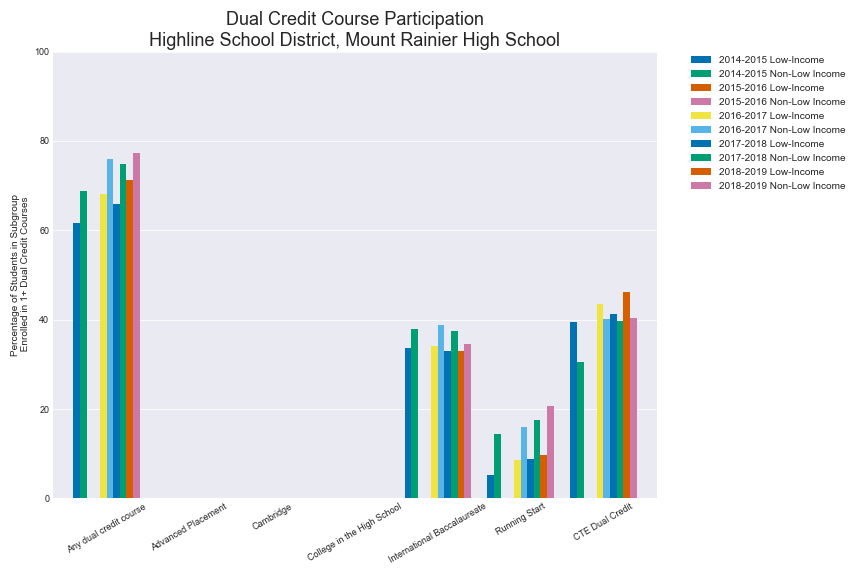 Dual Credit Course Participation
Highline School District, Mount Rainier High School
Percentage of Students in Subgroup
Enrolled in 1+ Dual Credit Courses
100
80
60
40
20
0
Any dual credit course
Advanced Placement
Cambridge
College in the High School
International Baccalaureate
Running Start
CTE Dual Credit
2014-2015 Low-Income
2014-2015 Non-Low Income
2015-2016 Low-Income
2015-2016 Non-Low Income
2016-2017 Low-Income
2016-2017 Non-Low Income
2017-2018 Low-Income
2017-2018 Non-Low Income
2018-2019 Low-Income
2018-2019 Non-Low Income